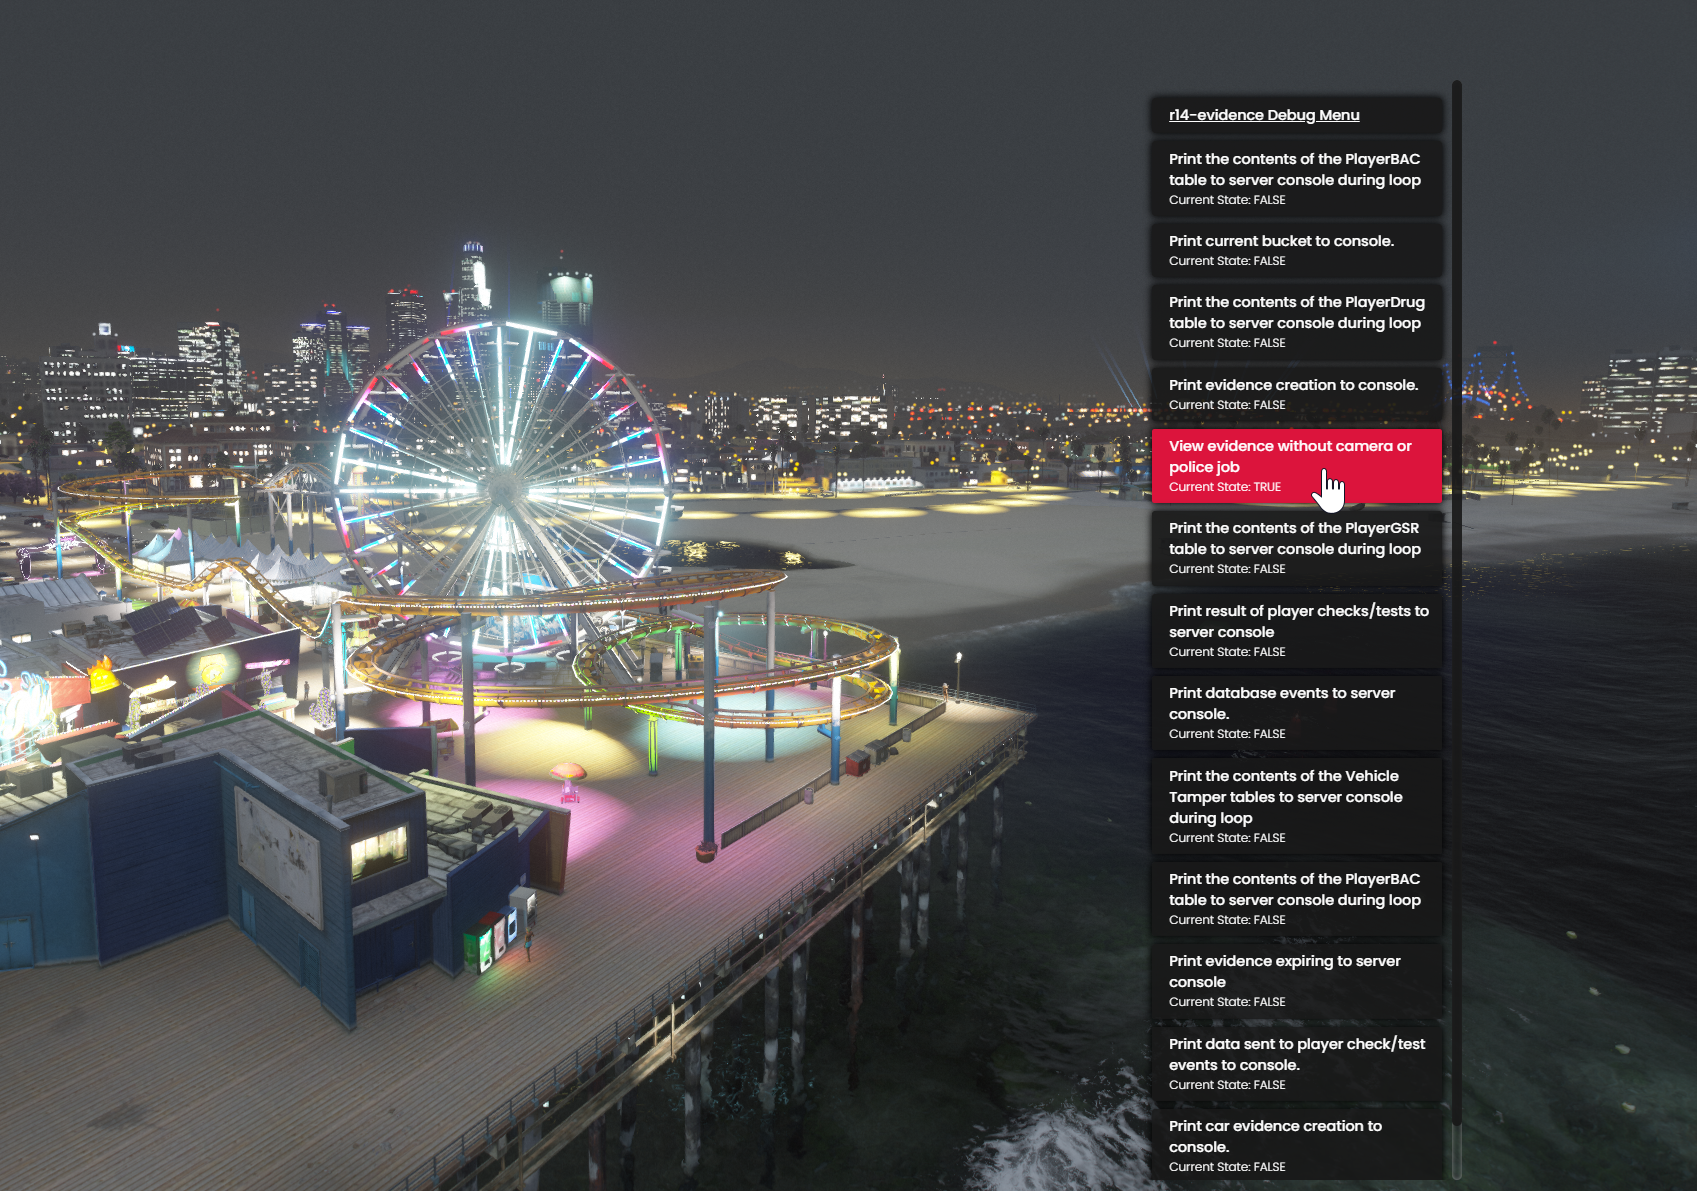 r14-evidence Debug Menu
Print the contents of the PlayerBAC
table to server console during loop
Current State: FALSE
Print current bucket to console.
Current State: FALSE
Print the contents of the PlayerDrug
table to server console during loop
Current State: FALSE
Print evidence creation to console.
Current State: FALSE
View evidence without camera or
police job
Current State: TRUE
Print the contents of the PlayerGSR
table to server console during loop
Current State: FALSE
Print result of player checks/tests to
server console
Current State: FALSE
Print database events to server
console.
Current State: FALSE
Print the contents of the Vehicle
Tamper tables to server console
during loop
Current State: FALSE
Print the contents of the PlayerBAC
table to server console during loop
Current State: FALSE
Print evidence expiring to server
console
Current State: FALSE
Print data sent to player check/test
events to console.
Current State: FALSE
Print car evidence creation to
console.
Current State: FALSE